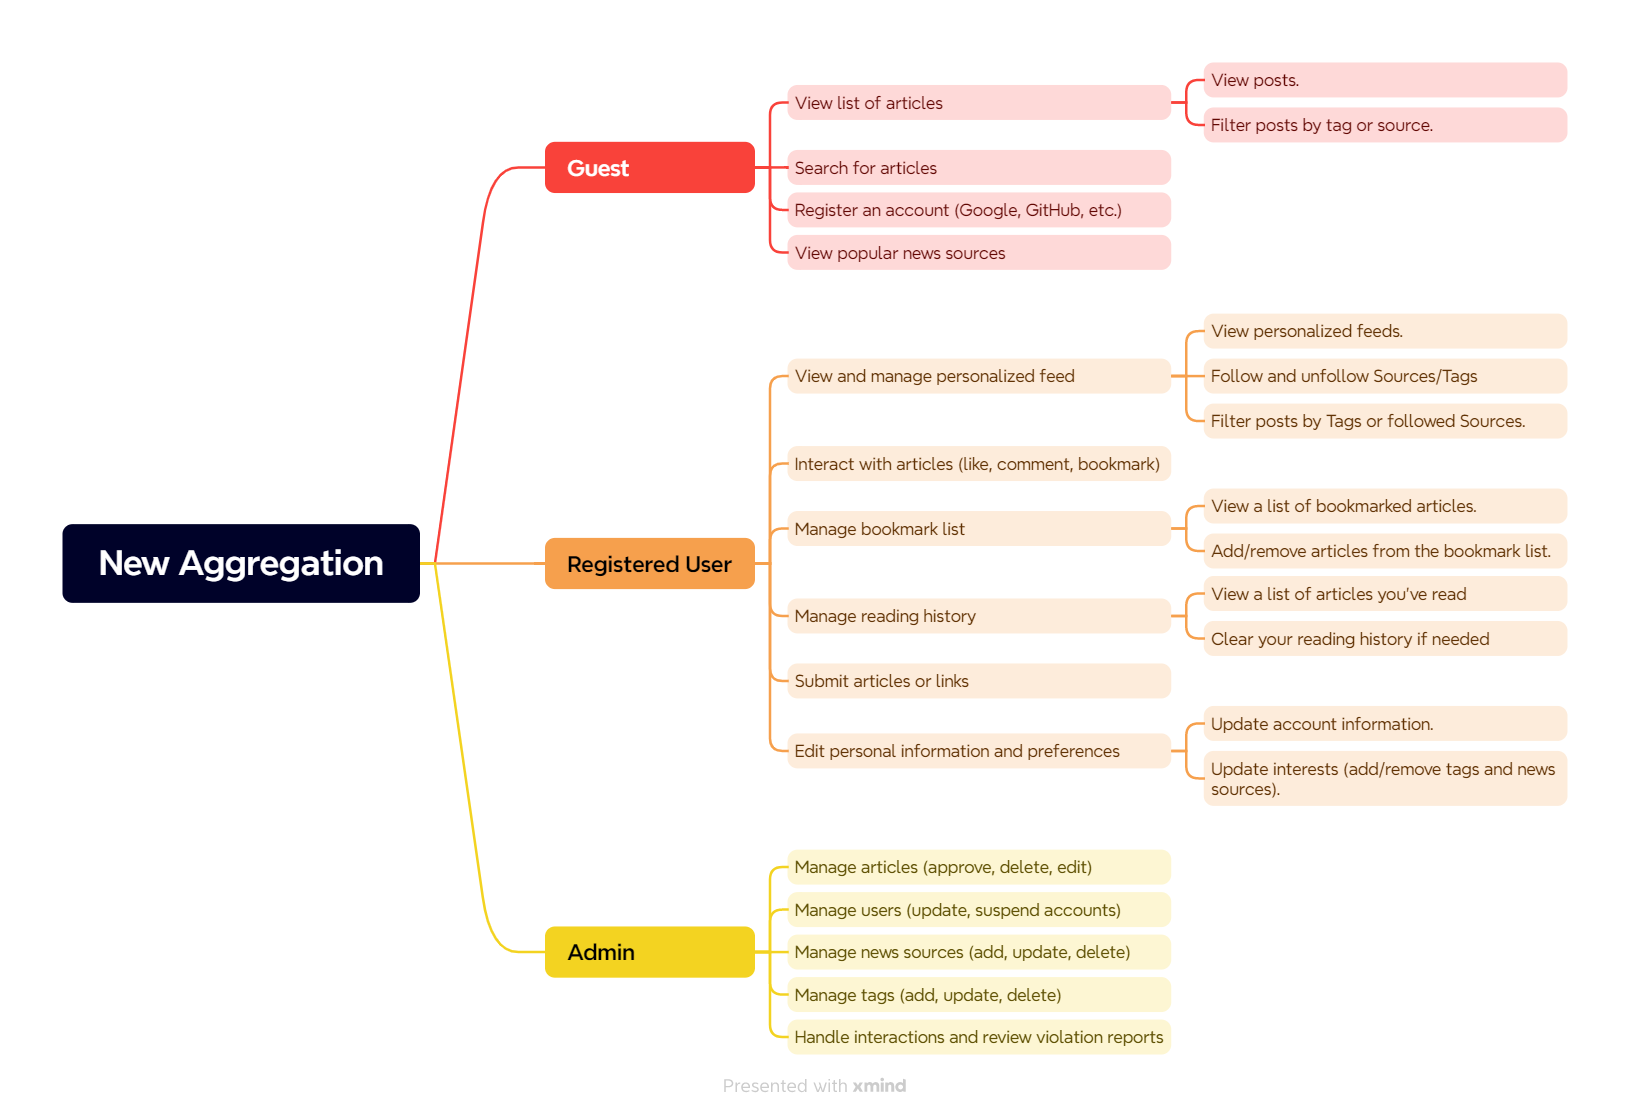 New Aggregation
Guest
View list of articles
View posts.
Filter posts by tag or source.
Search for articles
Register an account (Google, GitHub, etc.)
View popular news sources
Registered User
View and manage personalized feed
View personalized feeds.
Follow and unfollow Sources/Tags
Filter posts by Tags or followed Sources.
Interact with articles (like, comment, bookmark)
Manage bookmark list
View a list of bookmarked articles.
Add/remove articles from the bookmark list.
Manage reading history
View a list of articles you've read
Clear your reading history if needed
Submit articles or links
Edit personal information and preferences
Update account information.
Update interests (add/remove tags and news
sources).
Admin
Manage articles (approve, delete, edit)
Manage users (update, suspend accounts)
Manage news sources (add, update, delete)
Manage tags (add, update, delete)
Handle interactions and review violation reports
Presented with xmind